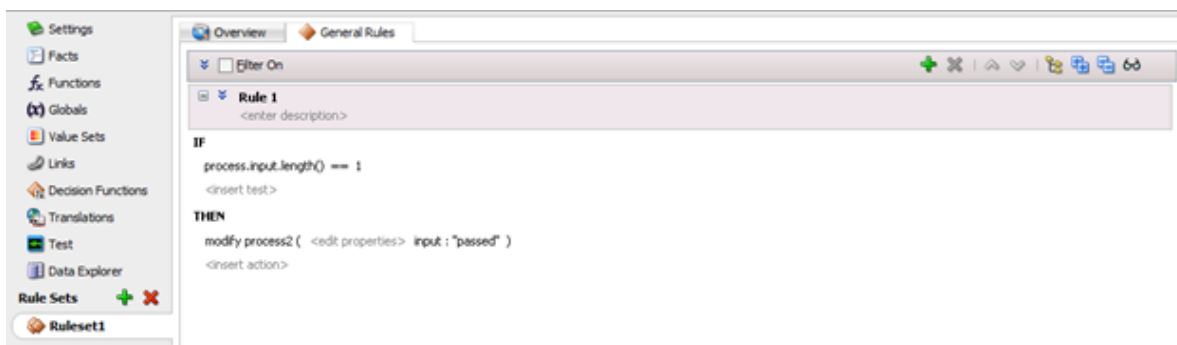 Settings
Facts
Functions
Globals
Value Sets
Links
Decision Functions
Translations
Test
Data Explorer
Rule Sets
Ruleset1
Overview
General Rules
Filter On
Rule 1
<enter description>
IF
process.input.length() == 1
<insert test>
THEN
modify process2 ( <edit properties> input : "passed" )
<insert action>